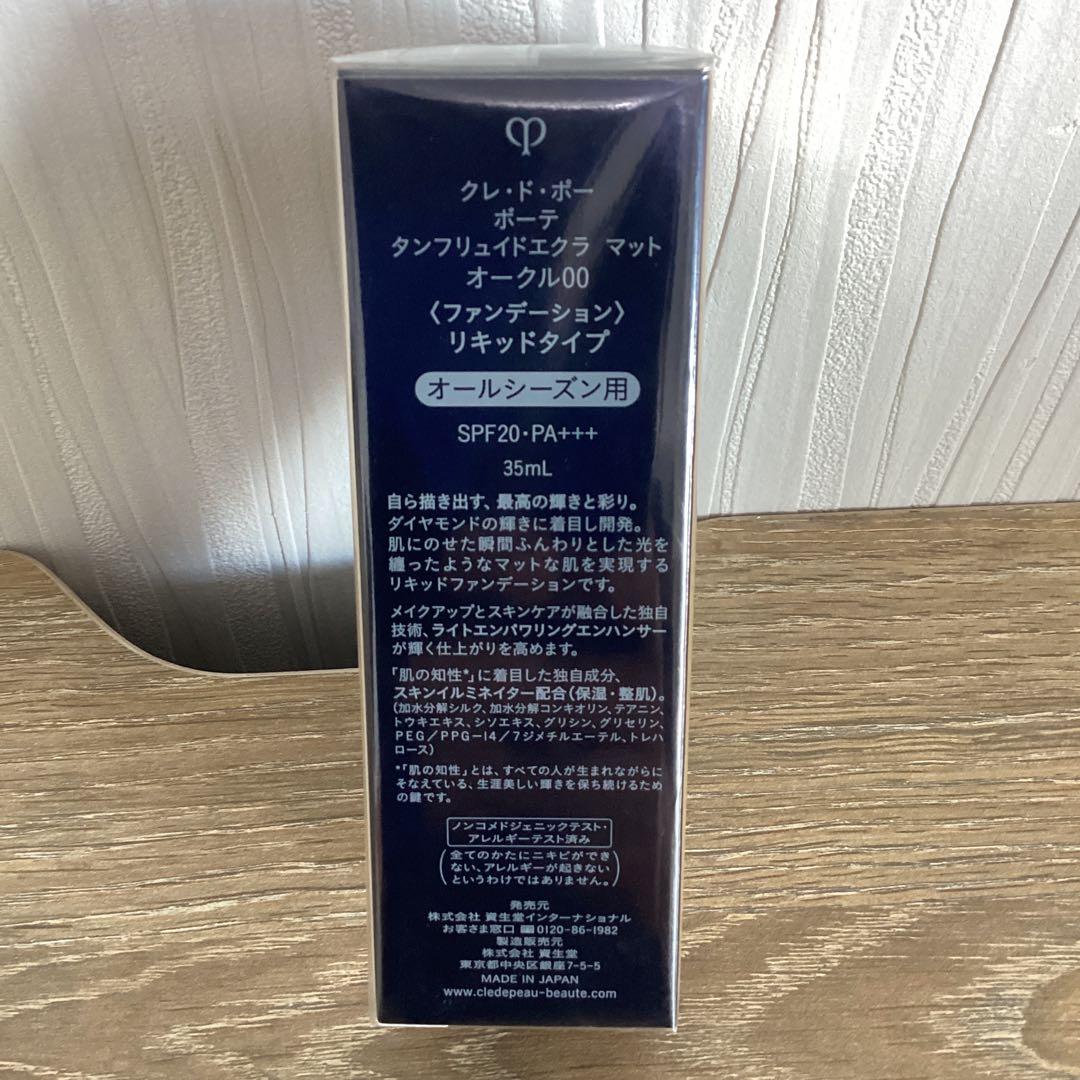 クレ・ド・ポー
ボーテ
タンフリュイドエクラ マット
オークル00
〈ファンデーション〉
リキッドタイプ
オールシーズン用
SPF20・PA+++
35mL
自ら描き出す、最高の輝きと彩り。
ダイヤモンドの輝きに着目し開発。
肌にのせた瞬間ふんわりとした光を
纏ったようなマットな肌を実現する
リキッドファンデーションです。
メイクアップとスキンケアが融合した独自
技術、ライトエンパワリングエンハンサー
が輝く仕上がりを高めます。
「肌の知性*」に着目した独自成分、
スキンイルミネイター配合(保湿・整肌)。
(加水分解シルク、加水分解コンキオリン、テアニン、
トウキエキス、シソエキス、グリシン、グリセリン、
PEG/PPG-14/7ジメチルエーテル、トレハ
ロース)
*「肌の知性」とは、すべての人が生まれながらに
そなえている、生涯美しい輝きを保ち続けるため
の鍵です。
ノンコメドジェニックテスト・
アレルギーテスト済み
(全てのかたにニキビができ
ない、アレルギーが起きない
というわけではありません。)
発売元
株式会社 資生堂インターナショナル
お客さま窓口 0120-86-1982
製造販売元
株式会社 資生堂
東京都中央区銀座7-5-5
MADE IN JAPAN
www.cledepeau-beaute.com